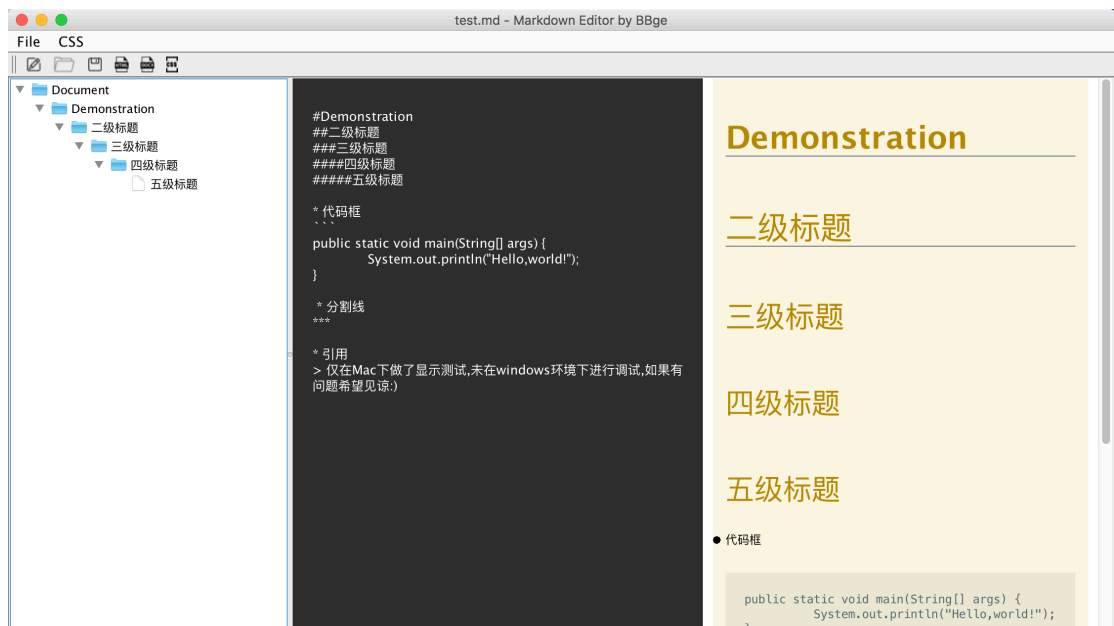 test.md - Markdown Editor by BBge
File CSS
HTML DOCX CSS
Document
Demonstration
二级标题
三级标题
四级标题
五级标题
#Demonstration
##二级标题
###三级标题
####四级标题
#####五级标题
* 代码框
```
public static void main(String[] args) {
System.out.println("Hello,world!");
}
* 分割线
***
* 引用
> 仅在Mac下做了显示测试,未在windows环境下进行调试,如果有
问题希望见谅:)
Demonstration
二级标题
三级标题
四级标题
五级标题
● 代码框
public static void main(String[] args) {
System.out.println("Hello,world!");
}